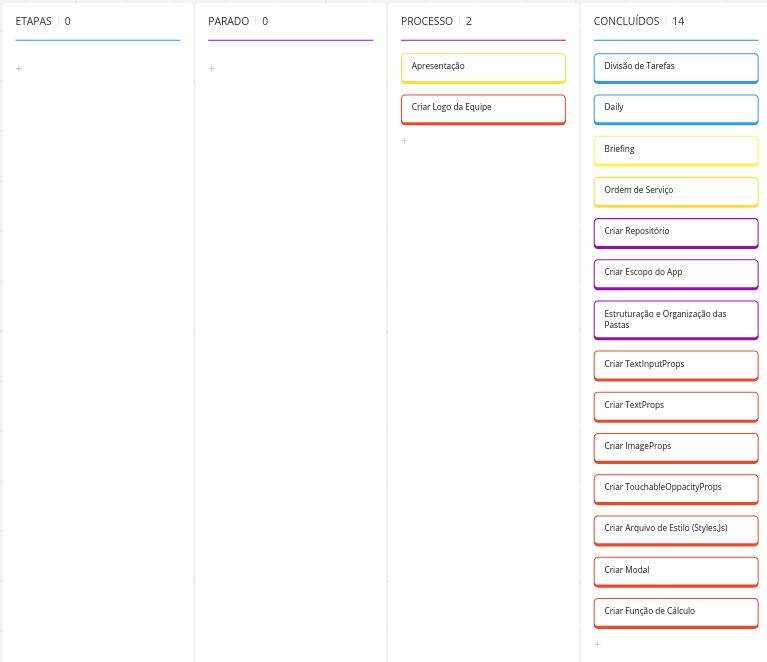 ETAPAS | 0
+
PARADO | 0
+
PROCESSO | 2
Apresentação
Criar Logo da Equipe
+
CONCLUÍDOS | 14
Divisão de Tarefas
Daily
Briefing
Ordem de Serviço
Criar Repositório
Criar Escopo do App
Estruturação e Organização das
Pastas
Criar TextInputProps
Criar TextProps
Criar ImageProps
Criar TouchableOppacityProps
Criar Arquivo de Estilo (Styles.Js)
Criar Modal
Criar Função de Cálculo
+